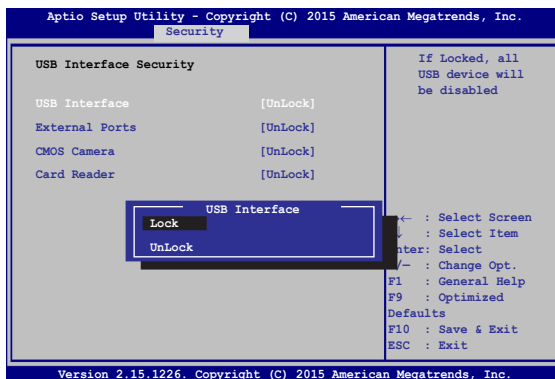 Aptio Setup Utility - Copyright (C) 2015 American Megatrends, Inc.
Security
USB Interface Security
USB Interface [UnLock]
External Ports [UnLock]
CMOS Camera [UnLock]
Card Reader [UnLock]
USB Interface
Lock
UnLock
If Locked, all
USB device will
be disabled
← : Select Screen
↓ : Select Item
nter: Select
/— : Change Opt.
F1 : General Help
F9 : Optimized
Defaults
F10 : Save & Exit
ESC : Exit
Version 2.15.1226. Copyright (C) 2015 American Megatrends, Inc.